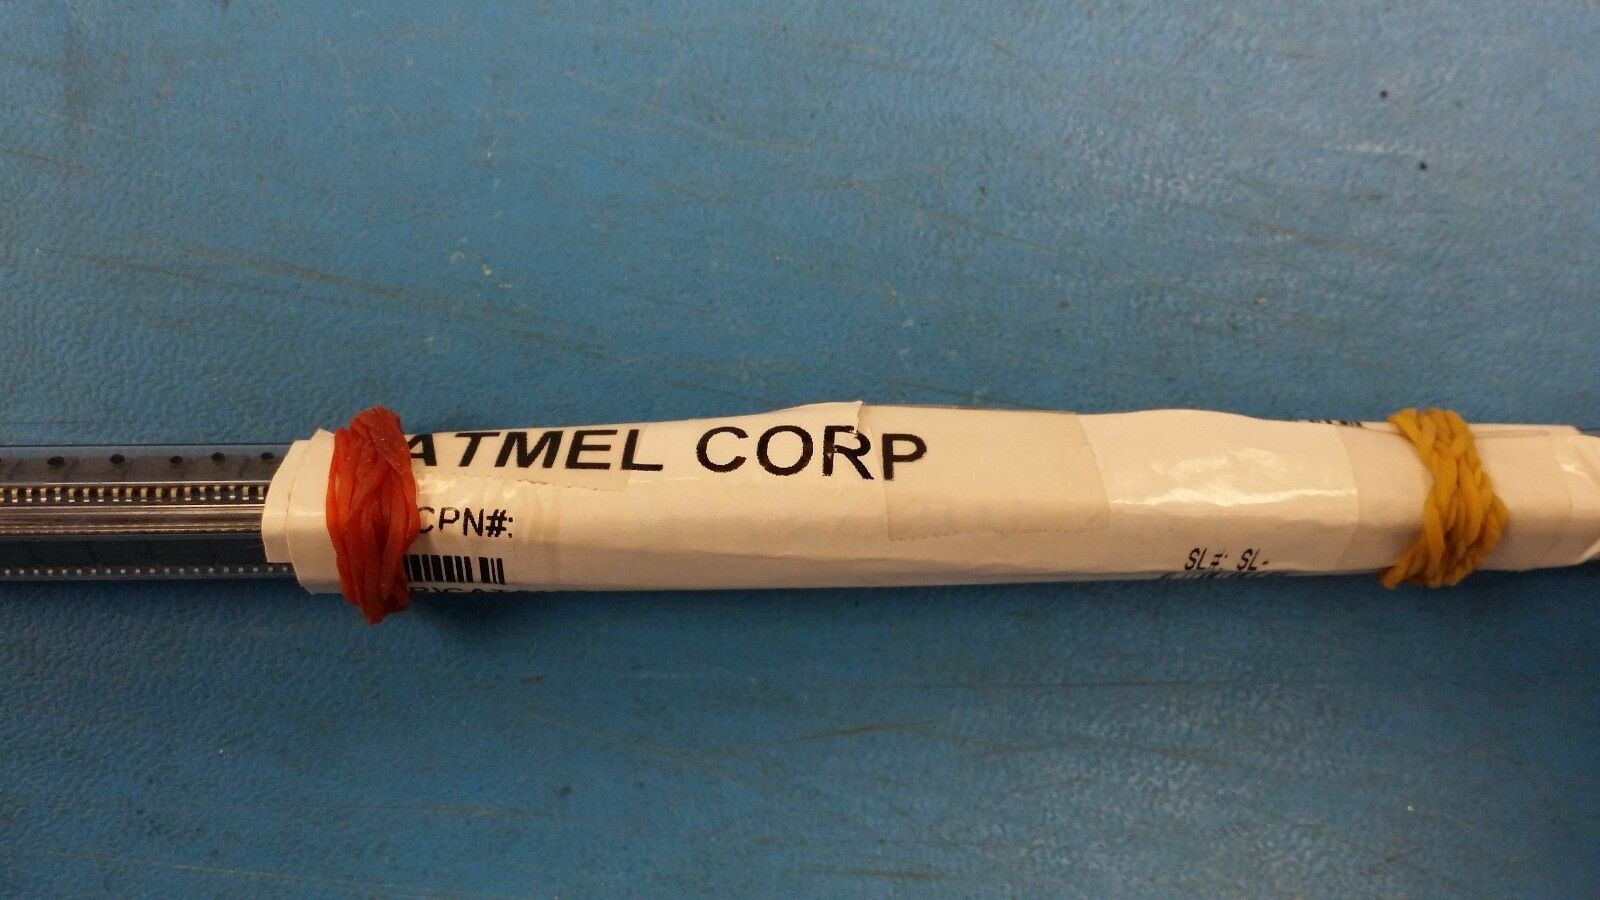 ATMEL CORP
CPN#:
SL#: SL-